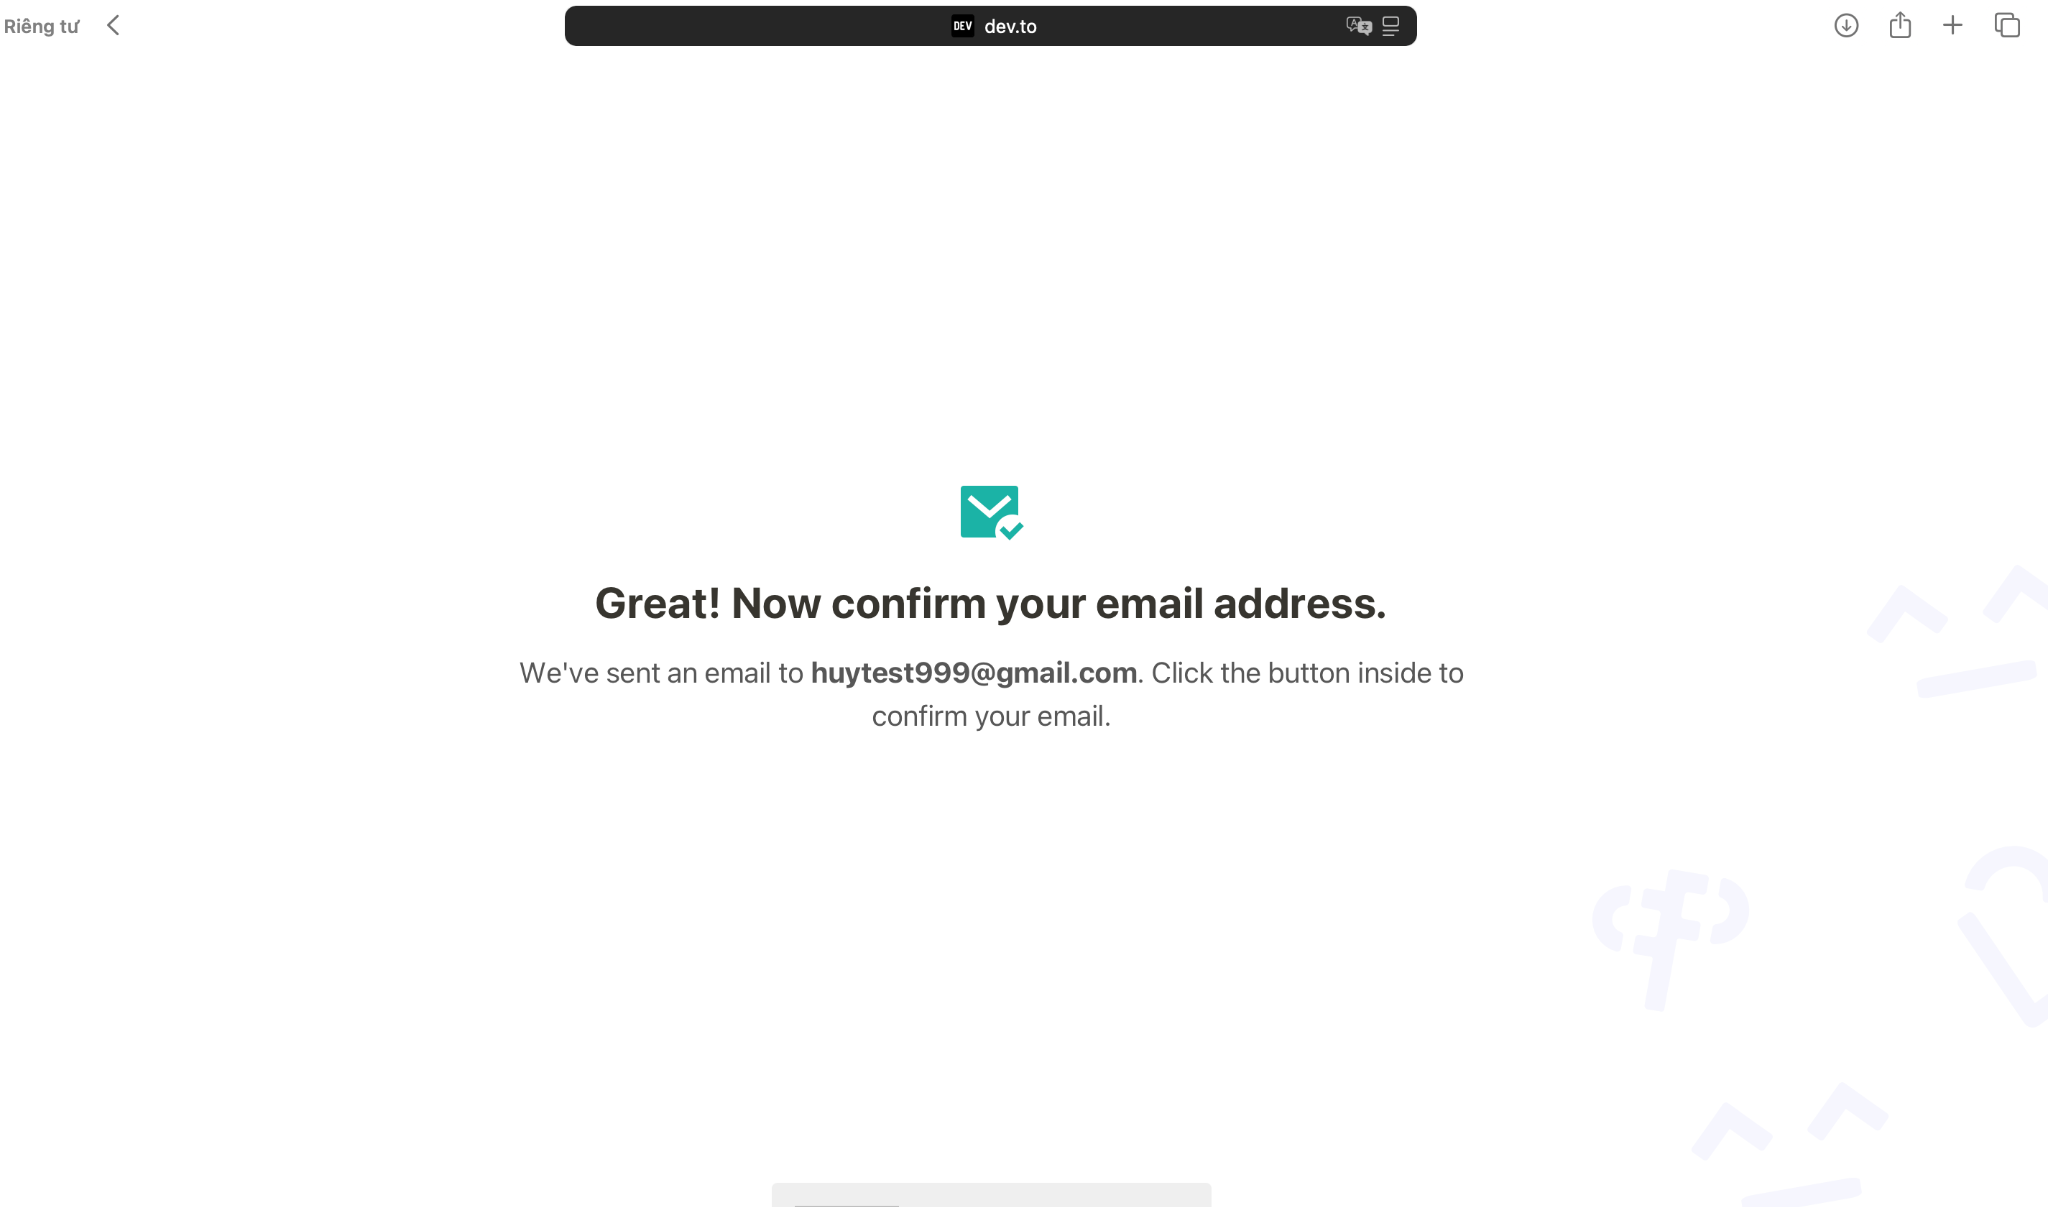 Riêng tư
DEV dev.to
Great! Now confirm your email address.
We've sent an email to huytest999@gmail.com. Click the button inside to
confirm your email.